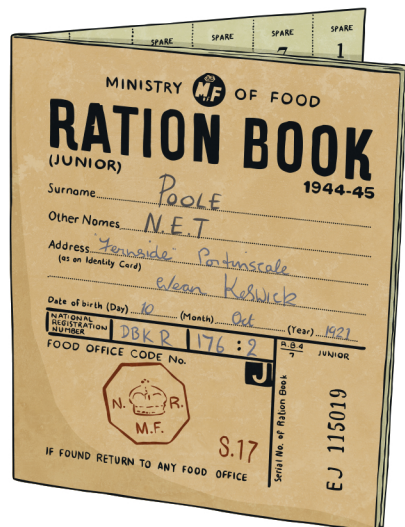 SPARE SPARE SPARE SPARE
7 1
MINISTRY MF OF FOOD
RATION BOOK
(JUNIOR) 1944-45
Surname POOLE
Other Names N.E.T
Address "Fernside" Portinscale
(as on Identity Card)
Keswick
Date of birth (Day) 10 (Month) Oct (Year) 1921
NATIONAL REGISTRATION NUMBER DBKR 176:2
R.B.4
7 JUNIOR
FOOD OFFICE CODE No.
J
N. R.
M.F.
S.17
Serial No. of Ration Book
EJ 115019
IF FOUND RETURN TO ANY FOOD OFFICE